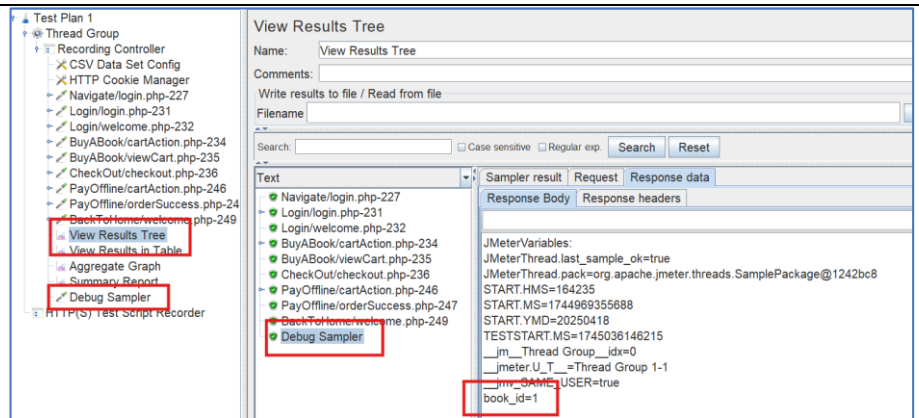 Test Plan 1
Thread Group
Recording Controller
CSV Data Set Config
HTTP Cookie Manager
Navigate/login.php-227
Login/login.php-231
Login/welcome.php-232
BuyABook/cartAction.php-234
BuyABook/viewCart.php-235
CheckOut/checkout.php-236
PayOffline/cartAction.php-246
PayOffline/orderSuccess.php-24
BackToHome/welcome.php-249
View Results Tree
View Results in Table
Aggregate Graph
Summary Report
Debug Sampler
HTTP(S) Test Script Recorder
View Results Tree
Name: View Results Tree
Comments:
Write results to file / Read from file
Filename
Search: Case sensitive Regular exp. Search Reset
Text
Navigate/login.php-227
Login/login.php-231
Login/welcome.php-232
BuyABook/cartAction.php-234
BuyABook/viewCart.php-235
CheckOut/checkout.php-236
PayOffline/cartAction.php-246
PayOffline/orderSuccess.php-247
BackToHome/welcome.php-249
Debug Sampler
Sampler result Request Response data
Response Body Response headers
JMeterVariables:
JMeterThread.last_sample_ok=true
JMeterThread.pack=org.apache.jmeter.threads.SamplePackage@1242bc8
START.HMS=164235
START.MS=1744969355688
START.YMD=20250418
TESTSTART.MS=1745036146215
__jm__Thread Group__idx=0
__jmeter.U_T__=Thread Group 1-1
__jmv_SAME_USER=true
book_id=1